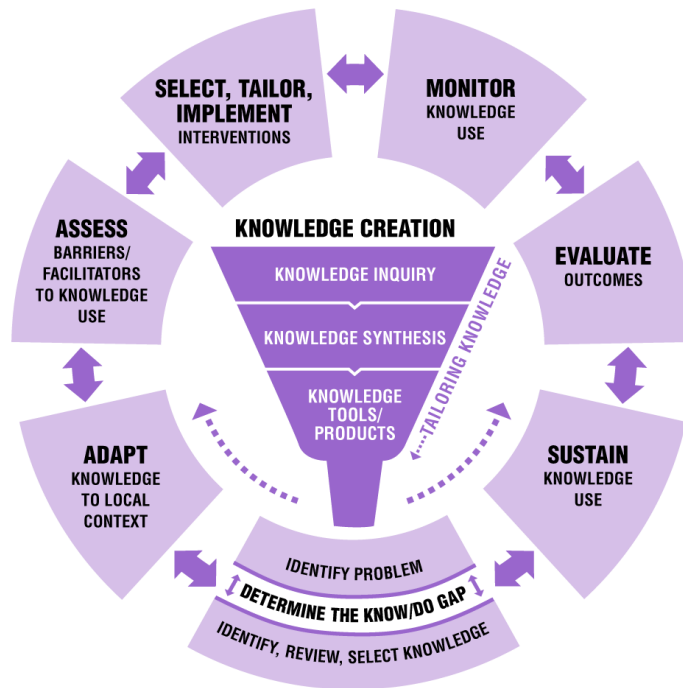 SELECT, TAILOR,
IMPLEMENT
INTERVENTIONS
MONITOR
KNOWLEDGE
USE
ASSESS
BARRIERS/
FACILITATORS
TO KNOWLEDGE
USE
KNOWLEDGE CREATION
KNOWLEDGE INQUIRY
KNOWLEDGE SYNTHESIS
KNOWLEDGE
TOOLS/
PRODUCTS
TAILORING KNOWLEDGE
EVALUATE
OUTCOMES
ADAPT
KNOWLEDGE
TO LOCAL
CONTEXT
SUSTAIN
KNOWLEDGE
USE
IDENTIFY PROBLEM
DETERMINE THE KNOW/DO GAP
IDENTIFY, REVIEW, SELECT KNOWLEDGE